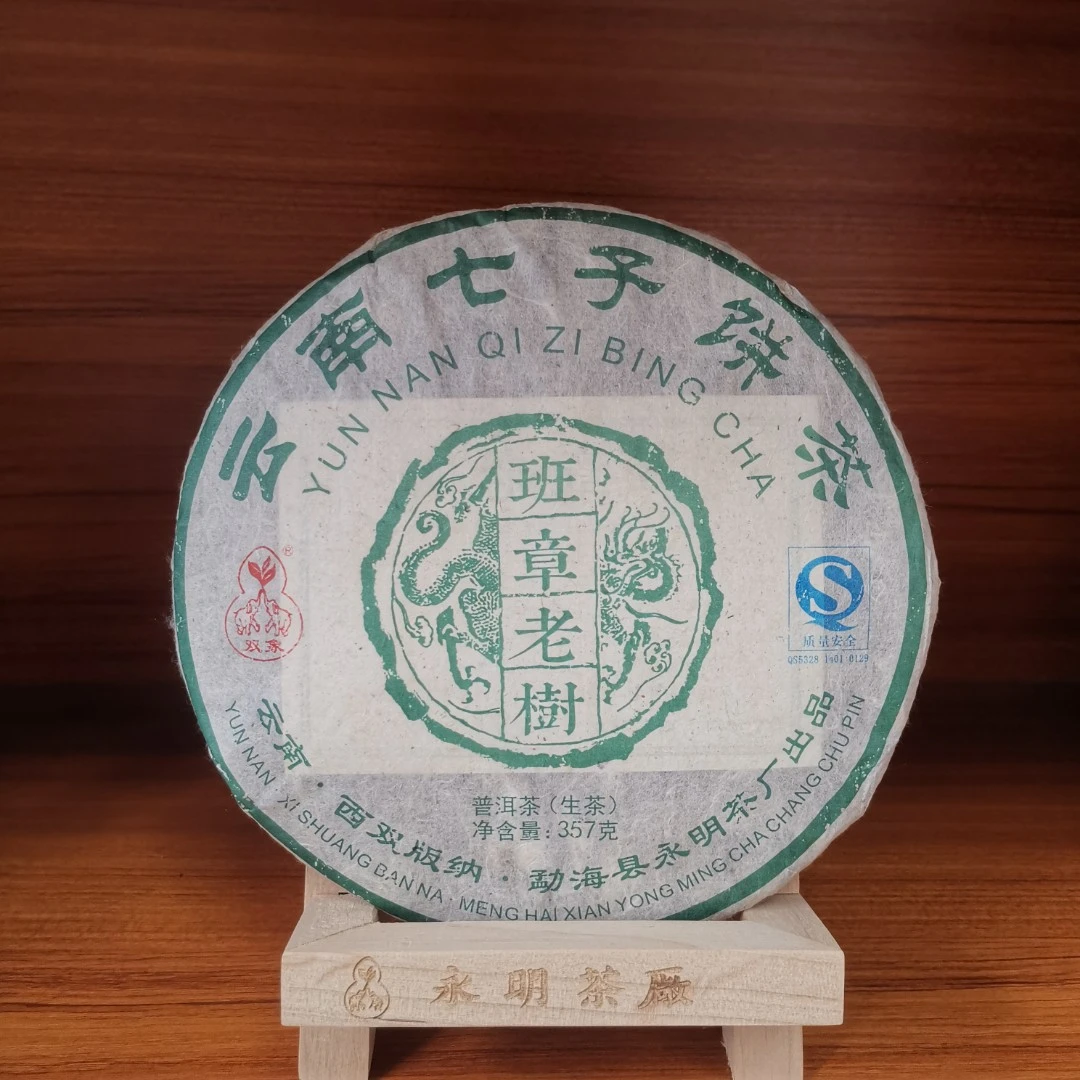 云南七子饼茶
YUN NAN QI ZI BING CHA
班
章
老
樹
®
双象
质量安全
QS5328 1401 0129
普洱茶（生茶）
净含量：357克
云南·西双版纳·勐海县永明茶厂出品
YUN NAN XI SHUANG BAN NA·MENG HAI XIAN YONG MING CHA CHANG CHU PIN
永明茶廠